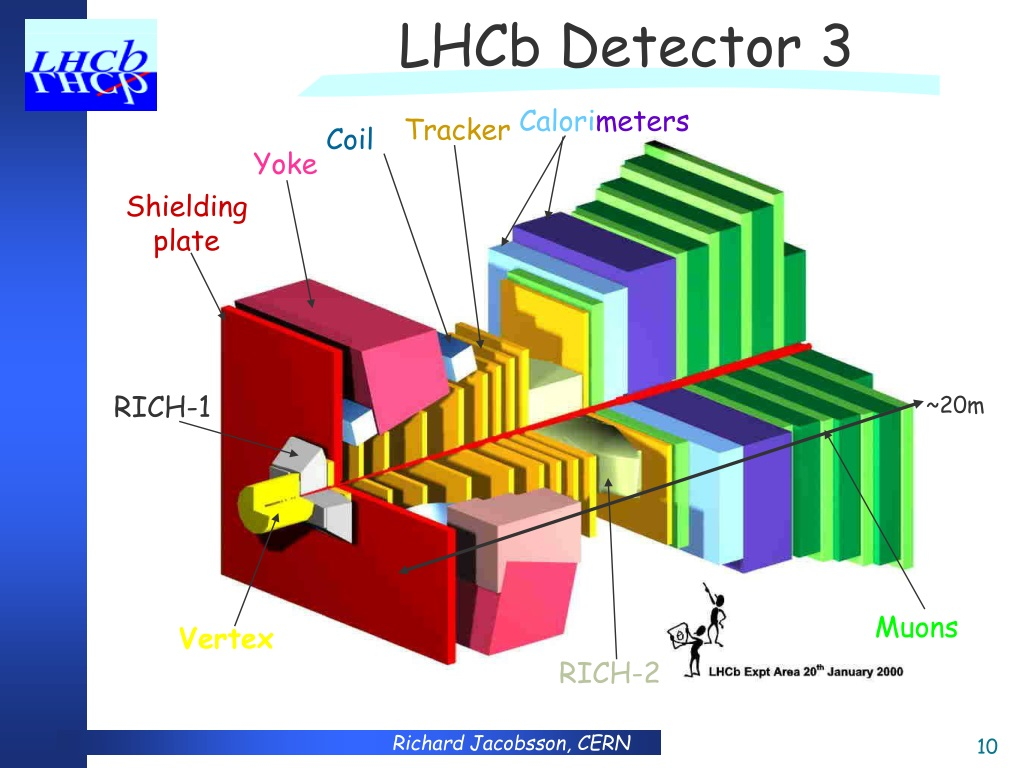 LHCb
LHCb Detector 3
Calorimeters
Tracker
Coil
Yoke
Shielding
plate
RICH-1
~20m
Vertex
Muons
RICH-2
LHCb Expt Area 20th January 2000
Richard Jacobsson, CERN
10